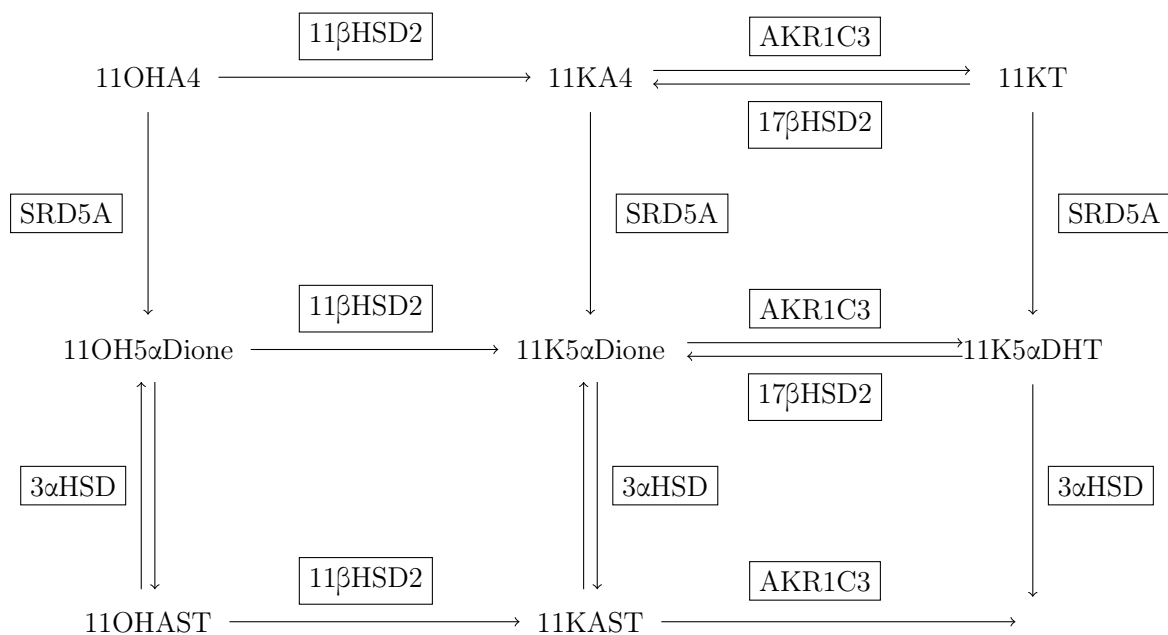 11βHSD2
AKR1C3
11OHA4
11KA4
11KT
17βHSD2
SRD5A
SRD5A
SRD5A
11βHSD2
AKR1C3
11OH5αDione
11K5αDione
11K5αDHT
17βHSD2
3αHSD
3αHSD
3αHSD
11βHSD2
AKR1C3
11OHAST
11KAST